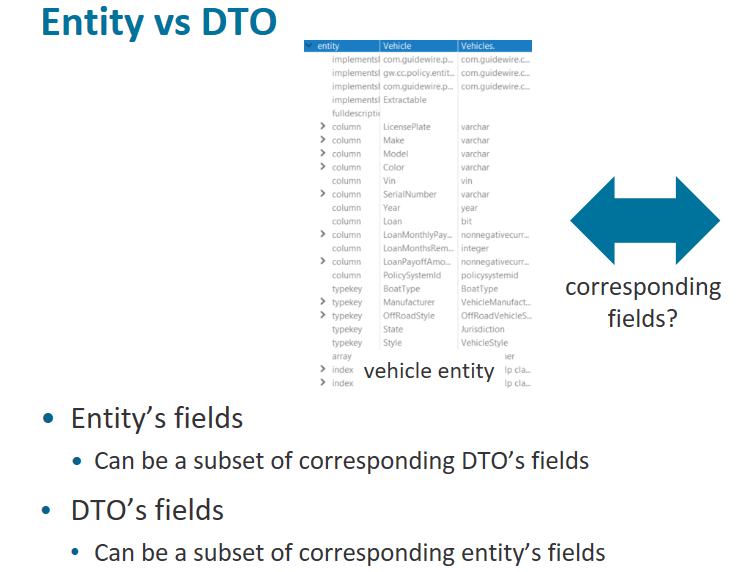 Entity vs DTO
entity Vehicle Vehicles.
implementsI com.guidewire.p... com.guidewire.c...
implementsI gw.cc.policy.entit... com.guidewire.c...
implementsI com.guidewire.p... com.guidewire.c...
implementsI Extractable
fulldescripti
column LicensePlate varchar
column Make varchar
column Model varchar
column Color varchar
column Vin vin
column SerialNumber varchar
column Year year
column Loan bit
column LoanMonthlyPay... nonnegativecurr...
column LoanMonthsRem... integer
column LoanPayoffAmo... nonnegativecurr...
column PolicySystemId policysystemid
typekey BoatType BoatType
typekey Manufacturer VehicleManufact...
typekey OffRoadStyle OffRoadVehicleS...
typekey State Jurisdiction
typekey Style VehicleStyle
array ner
index lp cla...
vehicle entity
index lp cla...
corresponding
fields?
• Entity's fields
• Can be a subset of corresponding DTO's fields
• DTO's fields
• Can be a subset of corresponding entity's fields